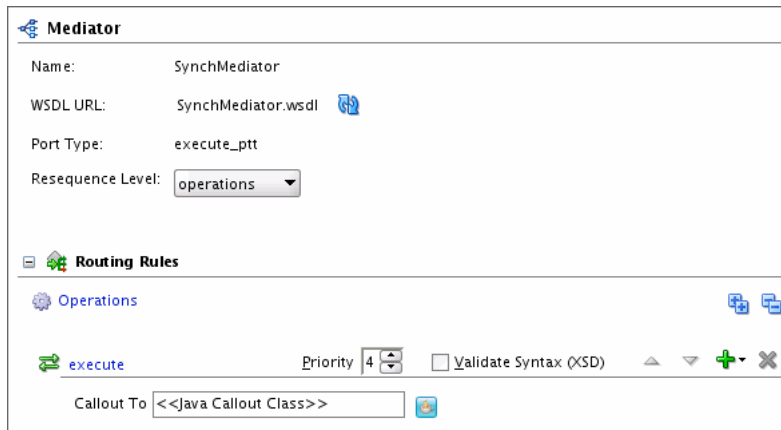 Mediator
Name: SynchMediator
WSDL URL: SynchMediator.wsdl
Port Type: execute_ptt
Resequence Level: operations
Routing Rules
Operations
execute Priority 4 Validate Syntax (XSD)
Callout To <<Java Callout Class>>